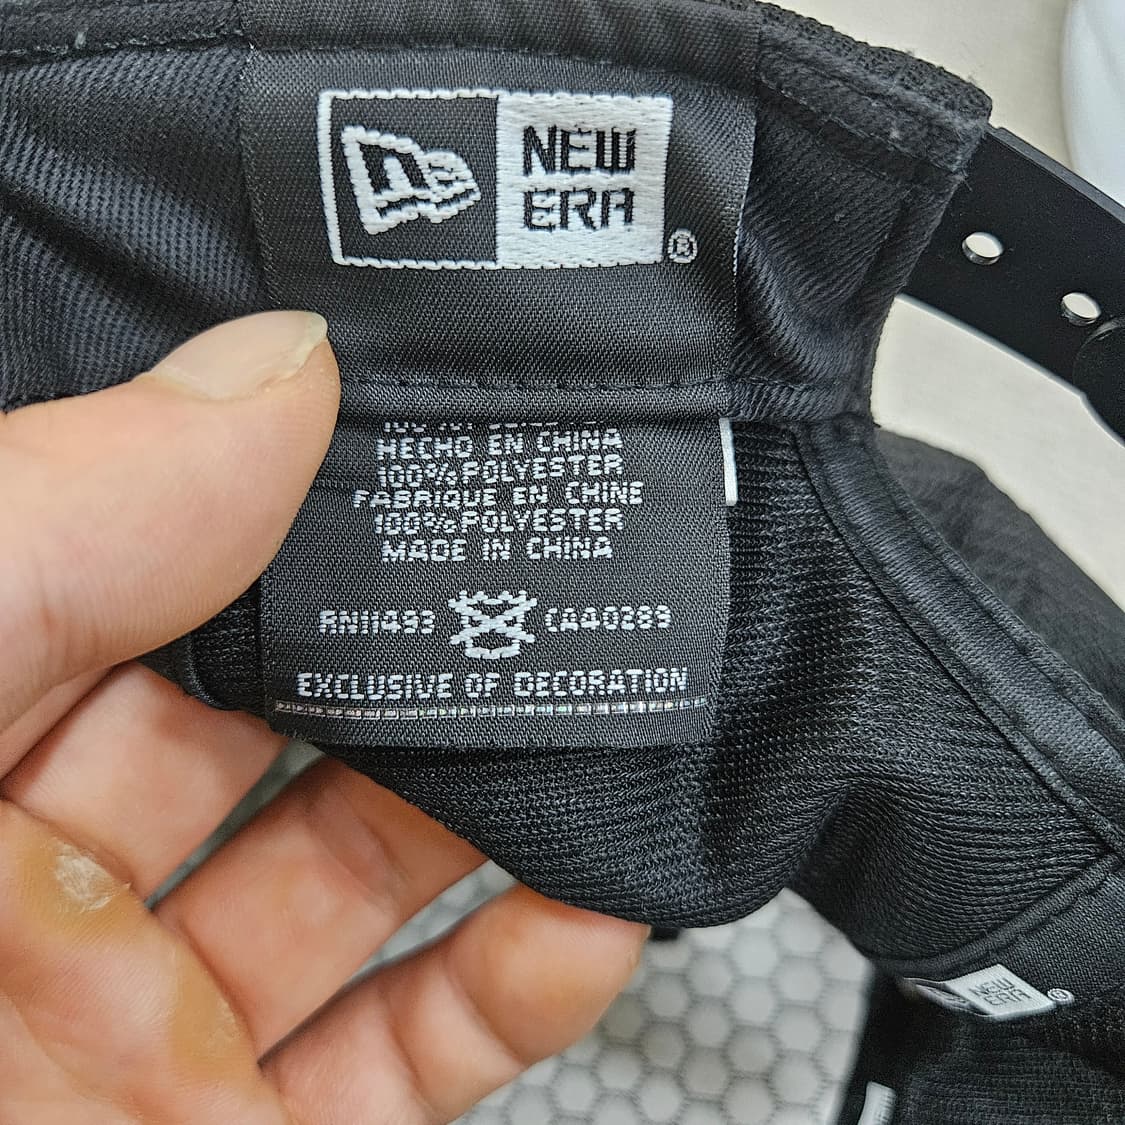 NEW
ERA
®
HECHO EN CHINA
100% POLYESTER
FABRIQUE EN CHINE
100% POLYESTER
MADE IN CHINA
RN11493 CA40289
EXCLUSIVE OF DECORATION
NEW
ERA
®